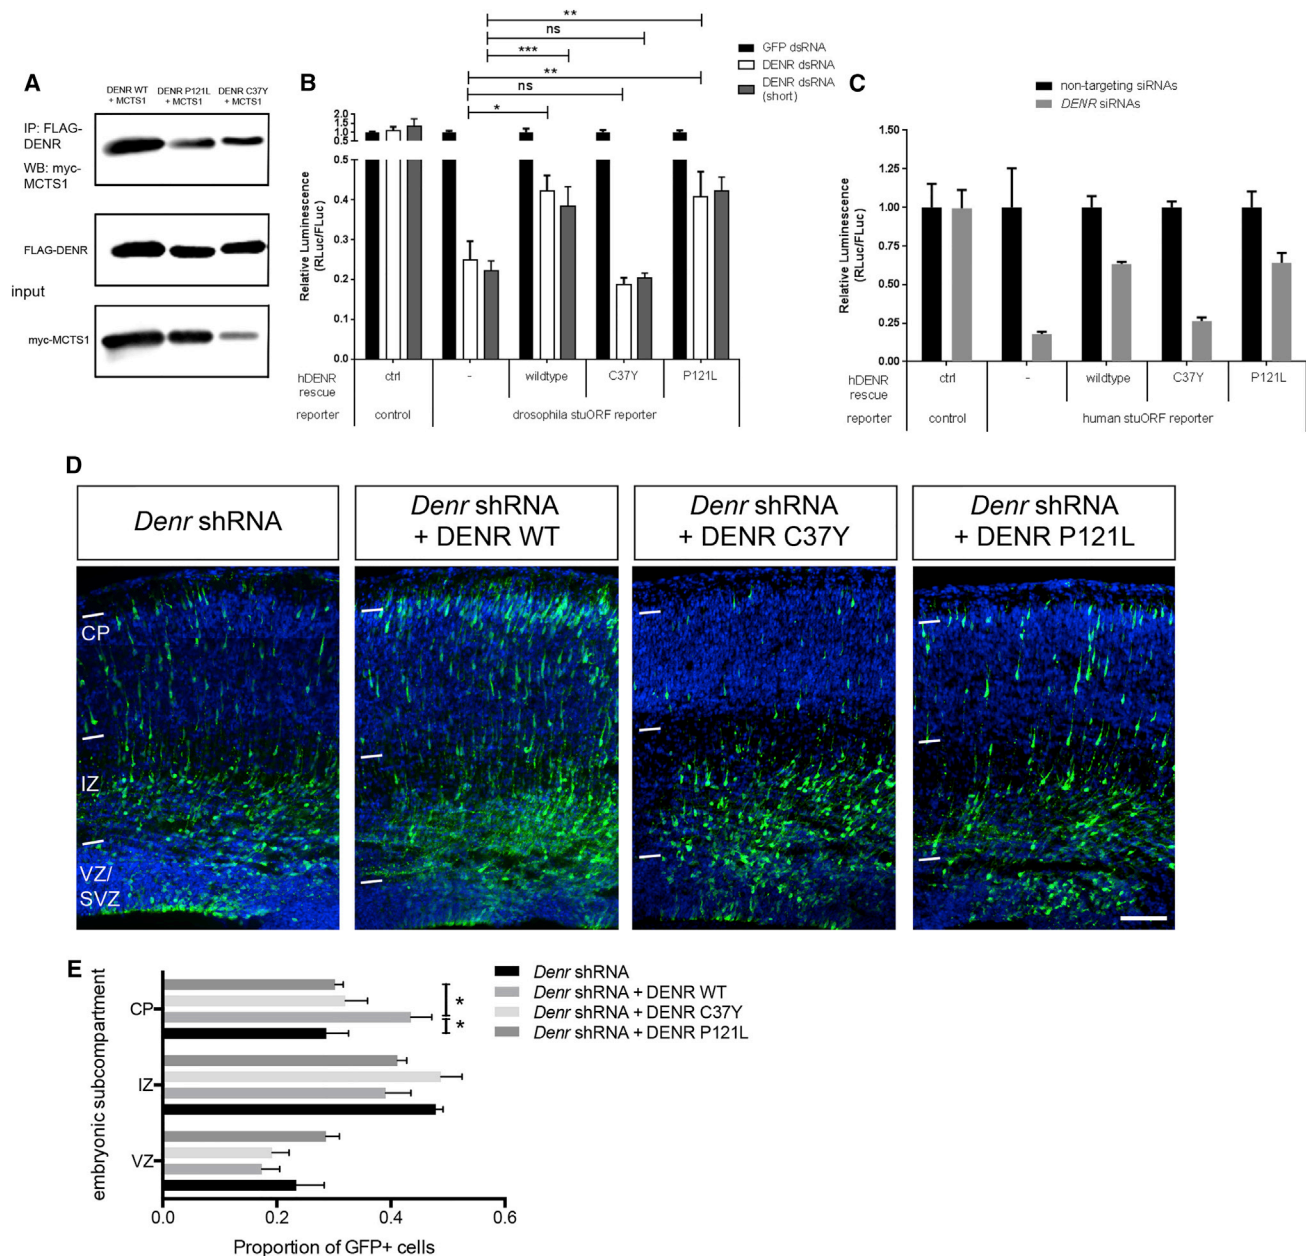 A
DENR WT
+ MCTS1
DENR P121L
+ MCTS1
DENR C37Y
+ MCTS1
IP: FLAG-
DENR
WB: myc-
MCTS1
FLAG-DENR
input
myc-MCTS1
B
**
ns
***
**
ns
*
GFP dsRNA
DENR dsRNA
DENR dsRNA
(short)
Relative Luminescence
(RLuc/FLuc)
2.0
1.5
1.0
0.5
0.5
0.4
0.3
0.2
0.1
0.0
hDENR
rescue
ctrl
-
wildtype
C37Y
P121L
reporter
control
drosophila stuORF reporter
C
non-targeting siRNAs
DENR siRNAs
Relative Luminescence
(RLuc/FLuc)
1.50
1.25
1.00
0.75
0.50
0.25
0.00
hDENR
rescue
ctrl
-
wildtype
C37Y
P121L
reporter
control
human stuORF reporter
D
Denr shRNA
Denr shRNA
+ DENR WT
Denr shRNA
+ DENR C37Y
Denr shRNA
+ DENR P121L
CP
IZ
VZ/
SVZ
E
embryonic subcompartment
CP
IZ
VZ
*
*
Denr shRNA
Denr shRNA + DENR WT
Denr shRNA + DENR C37Y
Denr shRNA + DENR P121L
0.0
0.2
0.4
0.6
Proportion of GFP+ cells